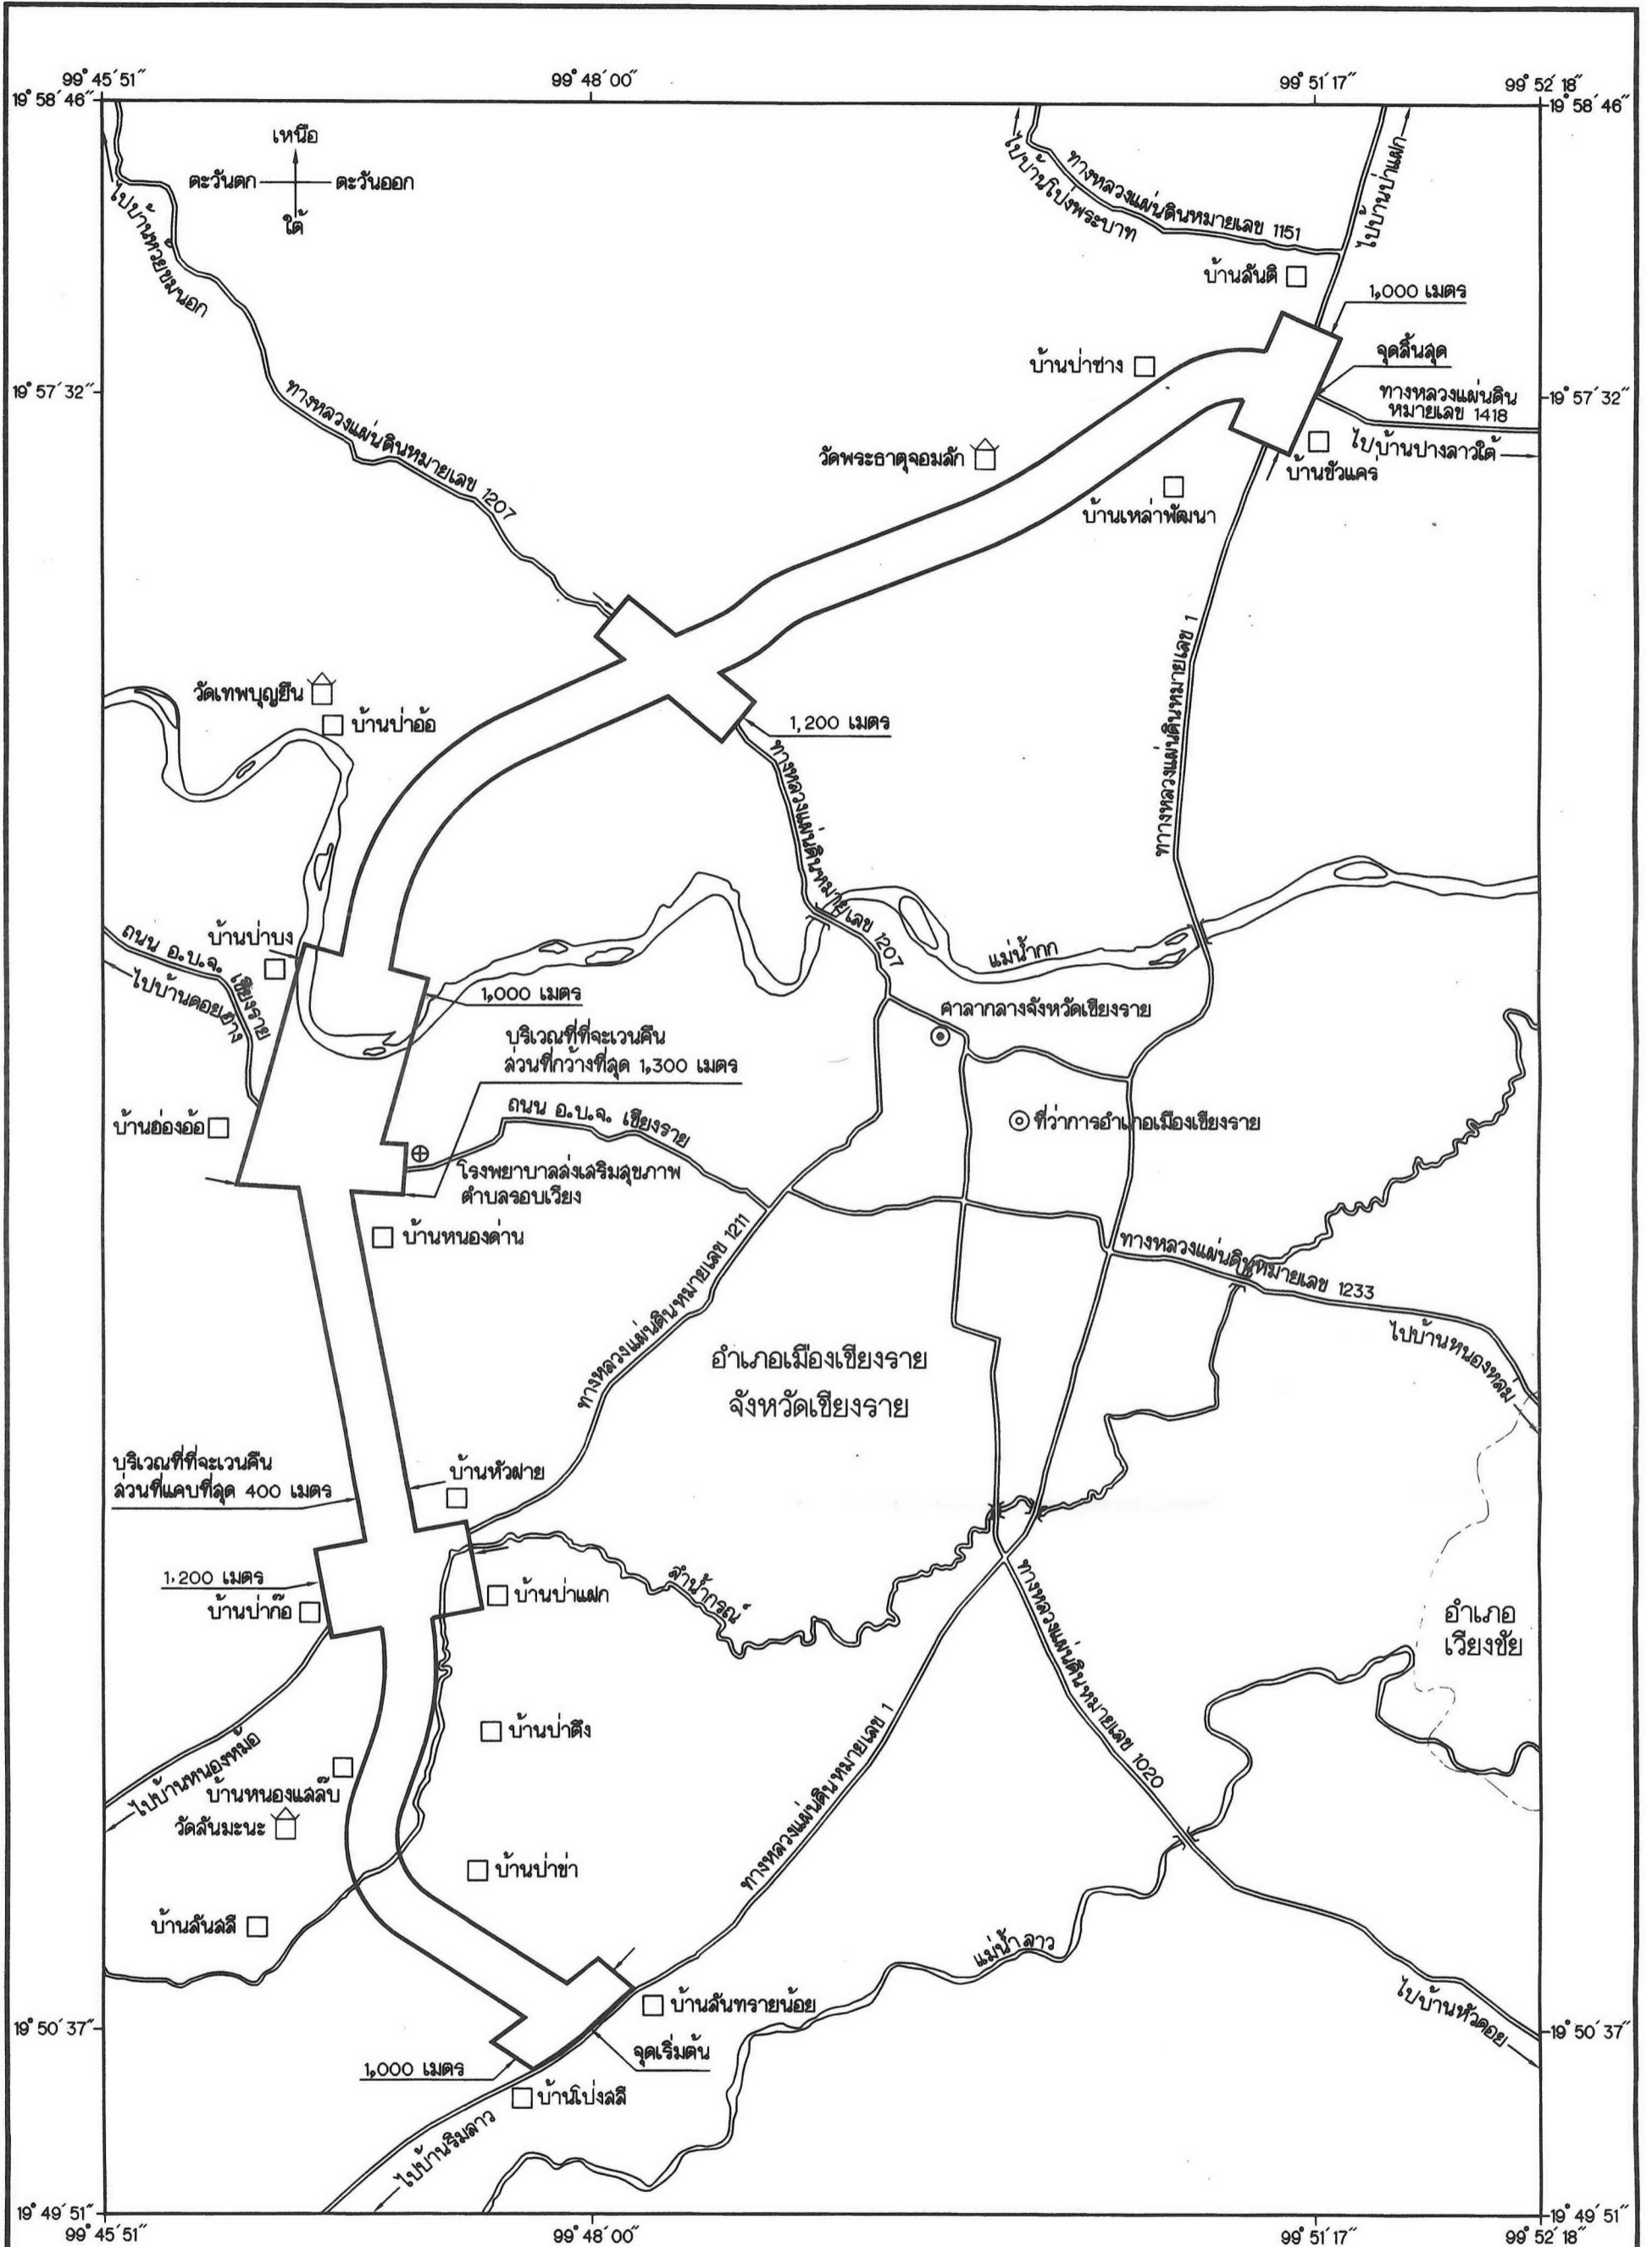 99° 45´ 51˝
99° 48´ 00˝
99° 51´ 17˝
99° 52´ 18˝
19° 58´ 46˝
19° 58´ 46˝
เหนือ
ตะวันตก
ตะวันออก
ใต้
ไปบ้านห้วยขมนอก
ไปบ้านโป่งพระบาท
ทางหลวงแผ่นดินหมายเลข 1151
ไปบ้านป่าแฝก
บ้านสันติ
1,000 เมตร
จุดสิ้นสุด
บ้านป่าซาง
19° 57´ 32˝
19° 57´ 32˝
ทางหลวงแผ่นดิน
หมายเลข 1418
ไปบ้านปางลาวใต้
บ้านขัวแคร่
ทางหลวงแผ่นดินหมายเลข 1207
วัดพระธาตุจอมสัก
บ้านเหล่าพัฒนา
ทาางหลวงแผ่นดินหมายเลข 1
วัดเทพบุญยืน
บ้านป่าอ้อ
1,200 เมตร
ทางหลวงแผ่นดินหมายเลข 1207
บ้านป่าบง
ถนน อ.บ.จ. เชียงราย
ไปบ้านดอยฮาง
แม่น้ำกก
1,000 เมตร
ศาลากลางจังหวัดเชียงราย
บริเวณที่ที่จะเวนคืน
ส่วนที่กว้างที่สุด 1,300 เมตร
ถนน อ.บ.จ. เชียงราย
ที่ว่าการอำเภอเมืองเชียงราย
บ้านฮ่องอ้อ
โรงพยาบาลส่งเสริมสุขภาพ
ตำบลรอบเวียง
บ้านหนองด่าน
ทางหลวงแผ่นดินหมายเลข 1211
ทางหลวงแผ่นดินหมายเลข 1233
ไปบ้านหนองหล่ม
อำเภอเมืองเชียงราย
จังหวัดเชียงราย
บริเวณที่ที่จะเวนคืน
ส่วนที่แคบที่สุด 400 เมตร
บ้านหัวฝาย
1,200 เมตร
บ้านป่าก๊อ
บ้านป่าแฝก
ลำน้ำกรณ์
ทางหลวงแผ่นดินหมายเลข 1020
อำเภอ
เวียงชัย
ไปบ้านหนองหม้อ
บ้านป่าตึง
บ้านหนองแสล๊บ
วัดสันมะนะ
ทางหลวงแผ่นดินหมายเลข 1
บ้านป่าข่า
บ้านสันสลี
แม่น้ำลาว
บ้านสันทรายน้อย
ไปบ้านหัวดอย
19° 50´ 37˝
19° 50´ 37˝
จุดเริ่มต้น
1,000 เมตร
บ้านโป่งสลี
ไปบ้านริมลาว
19° 49´ 51˝
19° 49´ 51˝
99° 45´ 51˝
99° 48´ 00˝
99° 51´ 17˝
99° 52´ 18˝